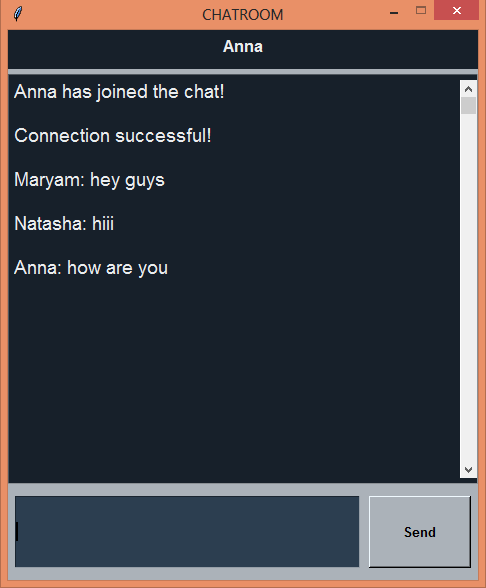 CHATROOM
Anna
Anna has joined the chat!
Connection successful!
Maryam: hey guys
Natasha: hiii
Anna: how are you
Send